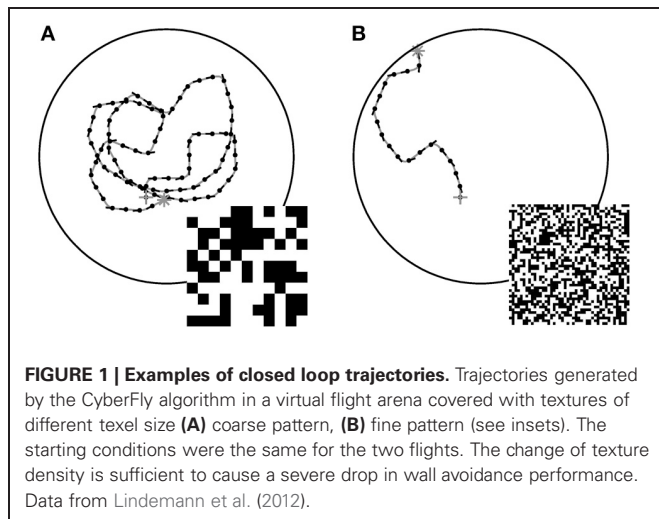 A
B
FIGURE 1 | Examples of closed loop trajectories. Trajectories generated
by the CyberFly algorithm in a virtual flight arena covered with textures of
different texel size (A) coarse pattern, (B) fine pattern (see insets). The
starting conditions were the same for the two flights. The change of texture
density is sufficient to cause a severe drop in wall avoidance performance.
Data from Lindemann et al. (2012).